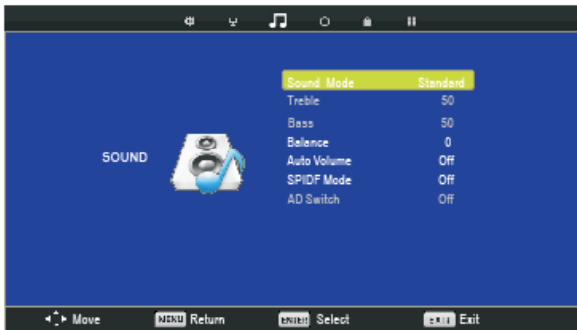 Sound Mode Standard
Treble 50
Bass 50
Balance 0
SOUND
Auto Volume Off
SPIDF Mode Off
AD Switch Off
Move MENU Return ENTER Select EXIT Exit